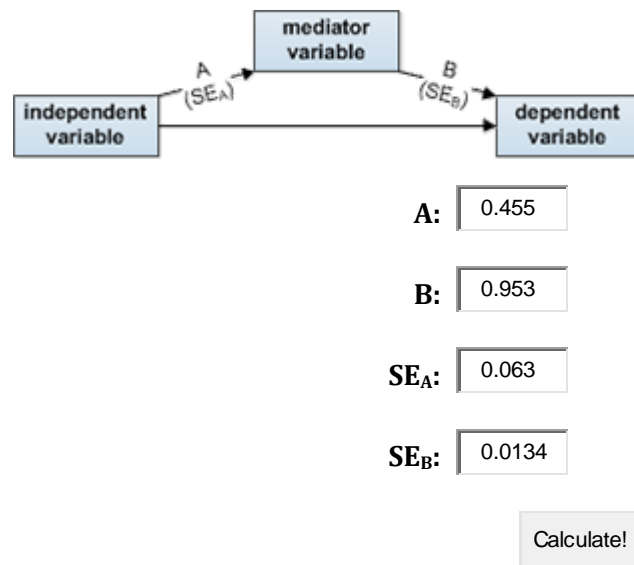 mediator
variable
A
(SEA)
B
(SEB)
independent
variable
dependent
variable
A: 0.455
B: 0.953
SEA: 0.063
SEB: 0.0134
Calculate!